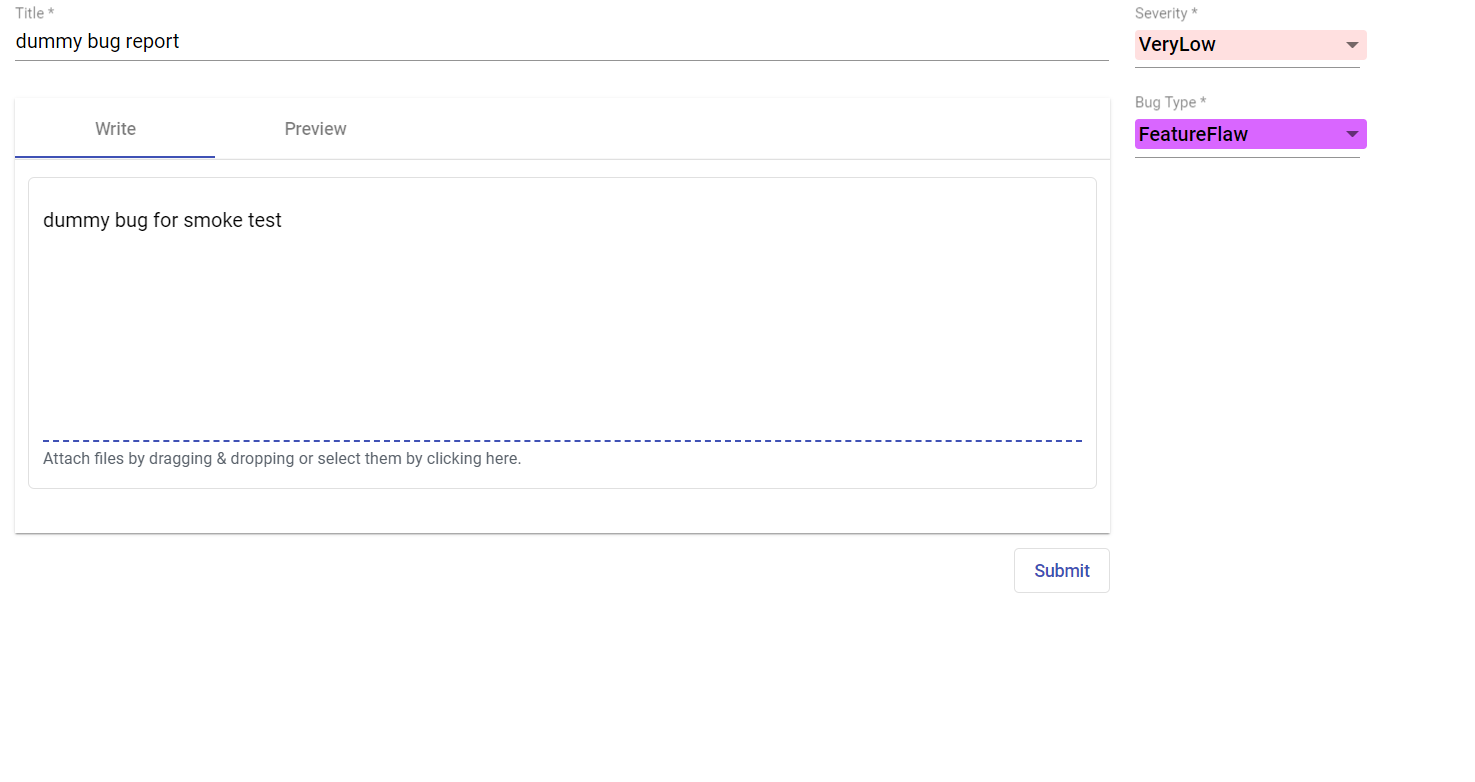 Title *
dummy bug report
Severity *
VeryLow
Bug Type *
FeatureFlaw
Write
Preview
dummy bug for smoke test
Attach files by dragging & dropping or select them by clicking here.
Submit